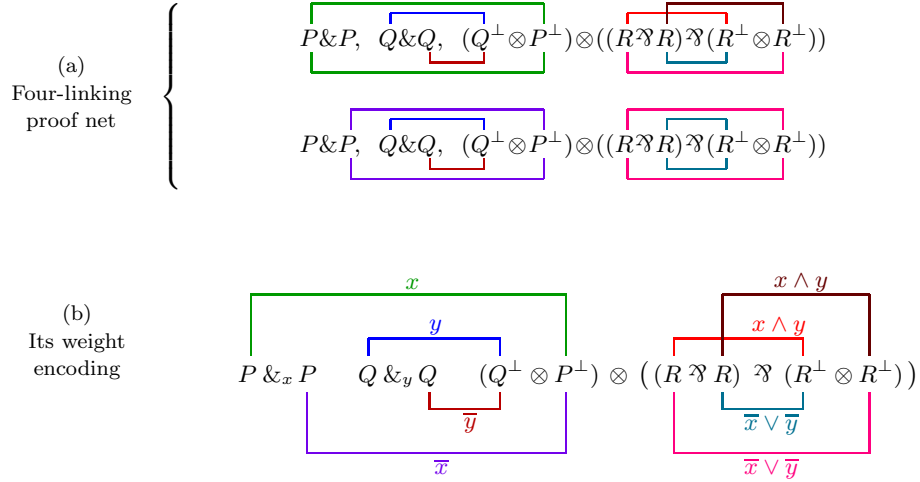 (a)
Four-linking
proof net
P&P, Q&Q, (Q⊥⊗P⊥)⊗((R⅋R)⅋(R⊥⊗R⊥))
P&P, Q&Q, (Q⊥⊗P⊥)⊗((R⅋R)⅋(R⊥⊗R⊥))
(b)
Its weight
encoding
x
x ∧ y
y
x ∧ y
P &ₓ P Q &ᵧ Q (Q⊥ ⊗ P⊥) ⊗ ((R ⅋ R) ⅋ (R⊥ ⊗ R⊥))
y̅
x̅ ∨ y̅
x̅
x̅ ∨ y̅